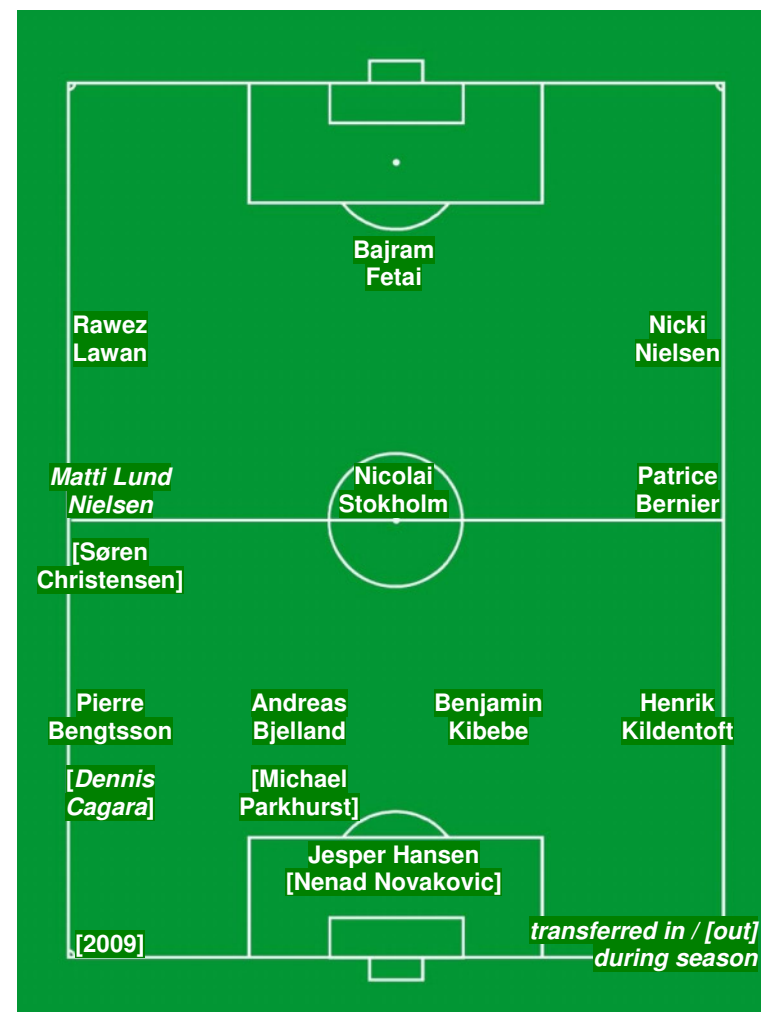 Bajram
Fetai
Rawez
Lawan
Nicki
Nielsen
Matti Lund
Nielsen
Nicolai
Stokholm
Patrice
Bernier
[Søren
Christensen]
Pierre
Bengtsson
Andreas
Bjelland
Benjamin
Kibebe
Henrik
Kildentoft
[Dennis
Cagara]
[Michael
Parkhurst]
Jesper Hansen
[Nenad Novakovic]
[2009]
transferred in / [out]
during season